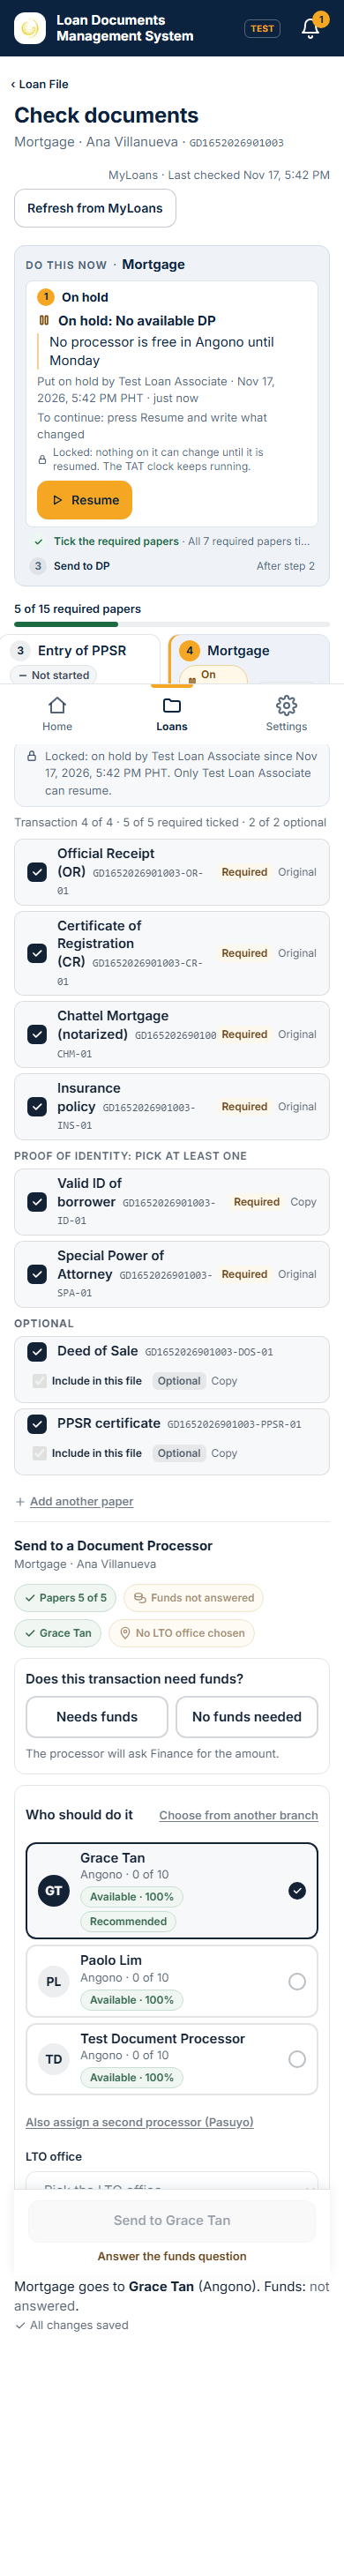 Loan Documents
Management System
TEST
1
‹ Loan File
Check documents
Mortgage · Ana Villanueva · GD1652026901003
MyLoans · Last checked Nov 17, 5:42 PM
Refresh from MyLoans
DO THIS NOW · Mortgage
1 On hold
On hold: No available DP
No processor is free in Angono until
Monday
Put on hold by Test Loan Associate · Nov 17,
2026, 5:42 PM PHT · just now
To continue: press Resume and write what
changed
Locked: nothing on it can change until it is
resumed. The TAT clock keeps running.
Resume
Tick the required papers · All 7 required papers ti...
3 Send to DP After step 2
5 of 15 required papers
3 Entry of PPSR
Not started
4 Mortgage
On
Home
Loans
Settings
Locked: on hold by Test Loan Associate since Nov
17, 2026, 5:42 PM PHT. Only Test Loan Associate
can resume.
Transaction 4 of 4 · 5 of 5 required ticked · 2 of 2 optional
Official Receipt
(OR) GD1652026901003-OR-
01
Required Original
Certificate of
Registration
(CR) GD1652026901003-CR-
01
Required Original
Chattel Mortgage
(notarized) GD165202690100
CHM-01
Required Original
Insurance
policy GD1652026901003-
INS-01
Required Original
PROOF OF IDENTITY: PICK AT LEAST ONE
Valid ID of
borrower GD1652026901003-
ID-01
Required Copy
Special Power of
Attorney GD1652026901003-
SPA-01
Required Original
OPTIONAL
Deed of Sale GD1652026901003-DOS-01
Include in this file Optional Copy
PPSR certificate GD1652026901003-PPSR-01
Include in this file Optional Copy
+ Add another paper
Send to a Document Processor
Mortgage · Ana Villanueva
Papers 5 of 5
Funds not answered
Grace Tan
No LTO office chosen
Does this transaction need funds?
Needs funds
No funds needed
The processor will ask Finance for the amount.
Who should do it
Choose from another branch
GT
Grace Tan
Angono · 0 of 10
Available · 100%
Recommended
PL
Paolo Lim
Angono · 0 of 10
Available · 100%
TD
Test Document Processor
Angono · 0 of 10
Available · 100%
Also assign a second processor (Pasuyo)
LTO office
Pick the LTO office
Send to Grace Tan
Answer the funds question
Mortgage goes to Grace Tan (Angono). Funds: not
answered.
All changes saved